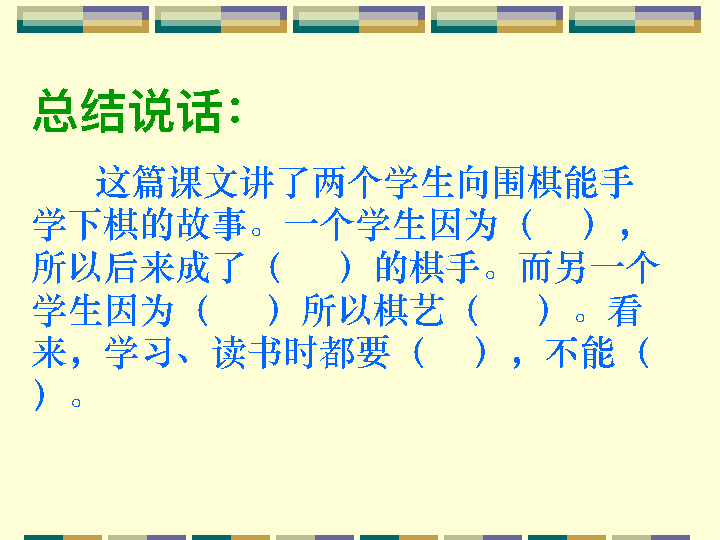 总结说话：
这篇课文讲了两个学生向围棋能手
学下棋的故事。一个学生因为（　），
所以后来成了（　）的棋手。而另一个
学生因为（　）所以棋艺（　）。看
来，学习、读书时都要（　），不能（
）。